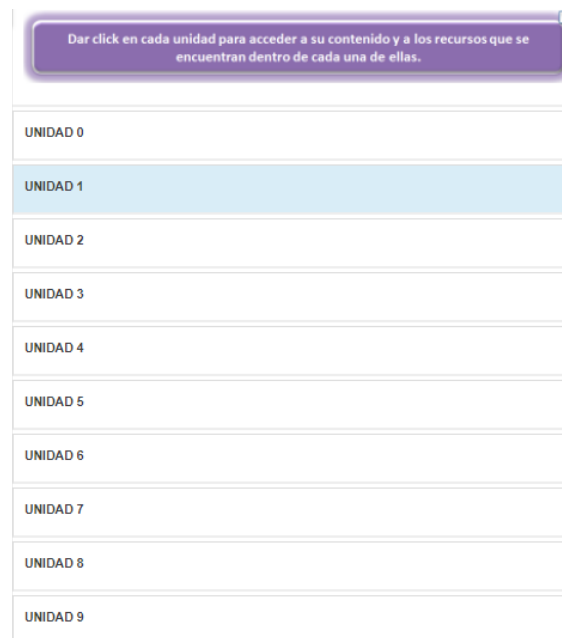 Dar click en cada unidad para acceder a su contenido y a los recursos que se
encuentran dentro de cada una de ellas.
UNIDAD 0
UNIDAD 1
UNIDAD 2
UNIDAD 3
UNIDAD 4
UNIDAD 5
UNIDAD 6
UNIDAD 7
UNIDAD 8
UNIDAD 9